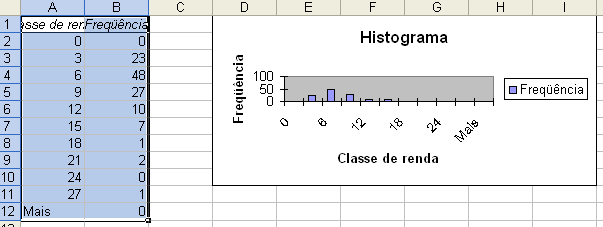 A B C D E F G H I
1 sse de ren Freqüência
2 0 0
3 3 23
4 6 48
5 9 27
6 12 10
7 15 7
8 18 1
9 21 2
10 24 0
11 27 1
12 Mais 0
Histograma
Freqüência
100
50
0
0 6 12 18 24 Mais
Classe de renda
Freqüência